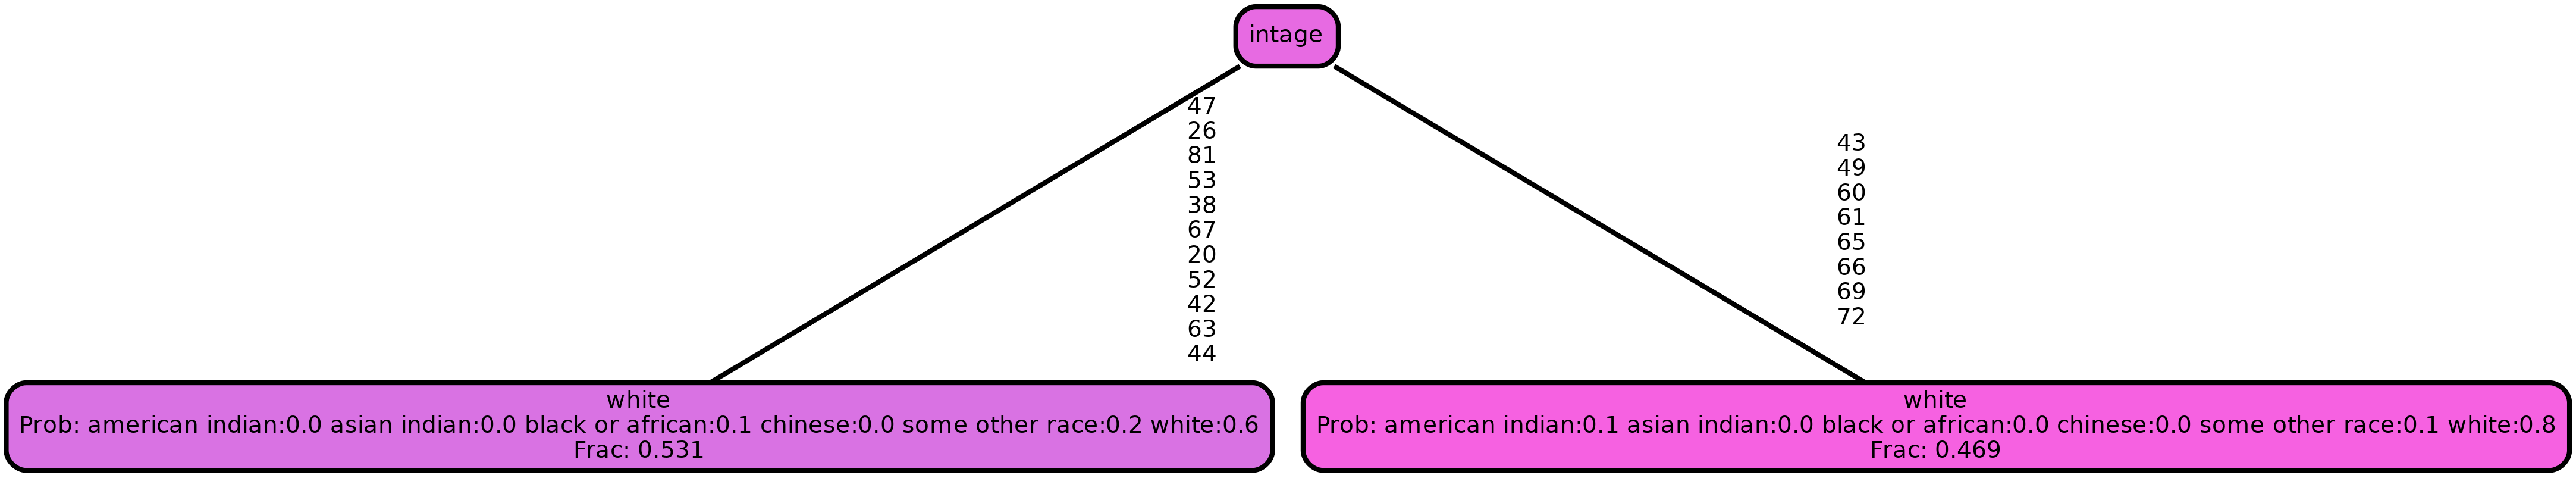 intage
47
26
81
53
38
67
20
52
42
63
44
43
49
60
61
65
66
69
72
white
Prob: american indian:0.0 asian indian:0.0 black or african:0.1 chinese:0.0 some other race:0.2 white:0.6
Frac: 0.531
white
Prob: american indian:0.1 asian indian:0.0 black or african:0.0 chinese:0.0 some other race:0.1 white:0.8
Frac: 0.469